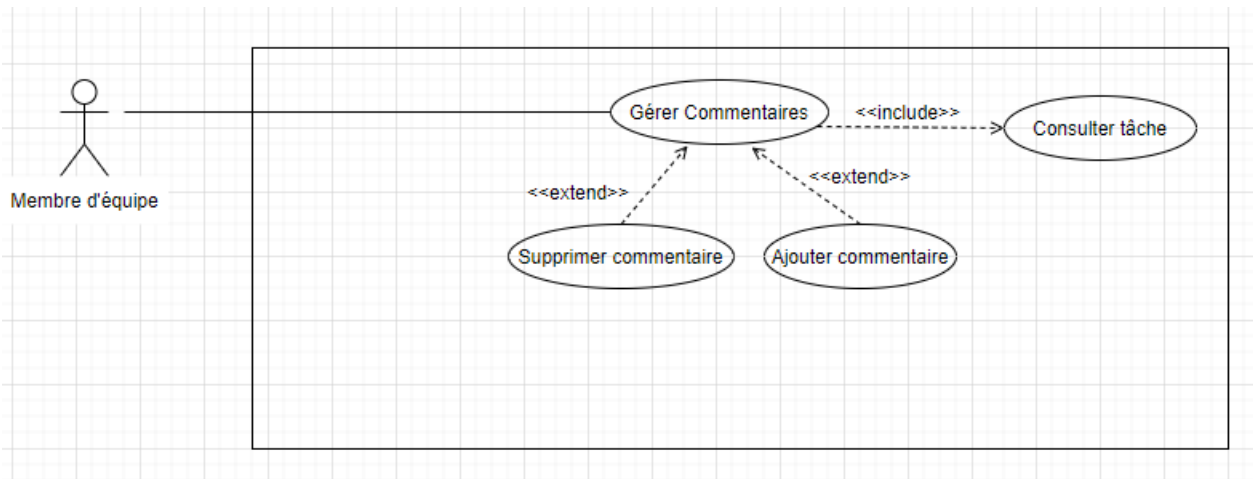 Gérer Commentaires
<<include>>
Consulter tâche
<<extend>>
<<extend>>
Membre d'équipe
Supprimer commentaire
Ajouter commentaire